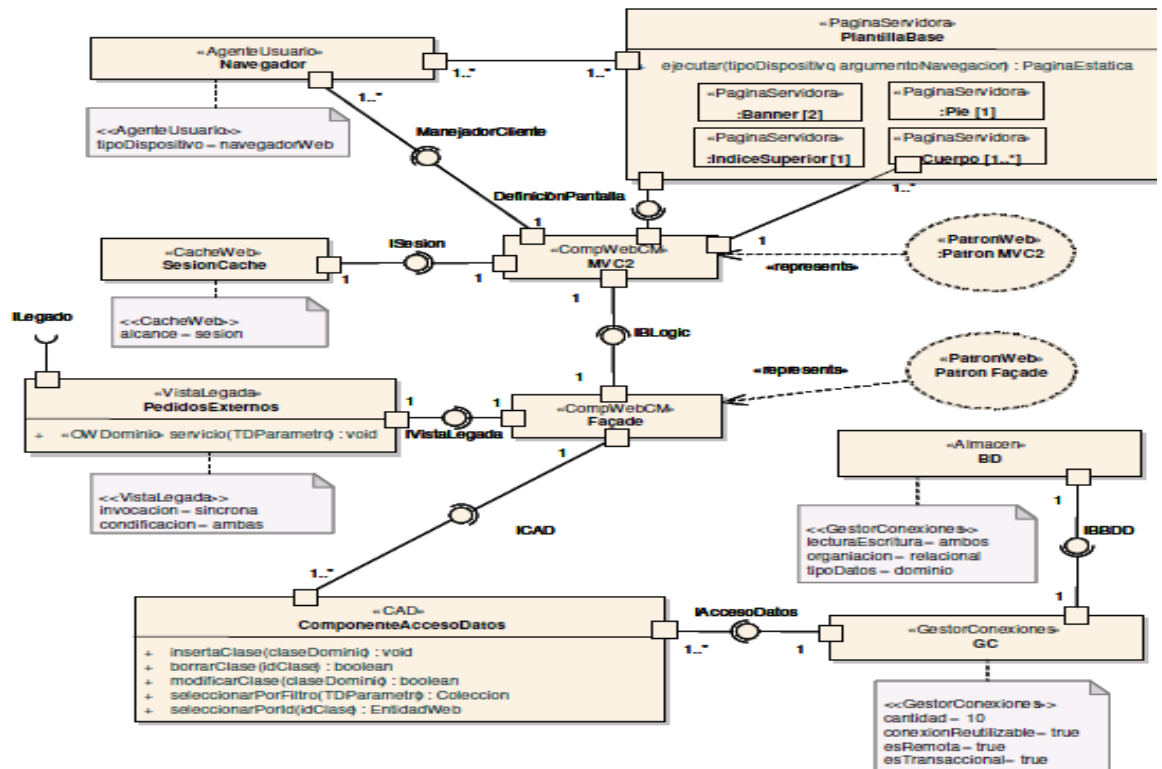 «PaginaServidora»
PlantillaBase
+ ejecutar(tipoDispositivo, argumentoNavegacion) : PaginaEstatica
«PaginaServidora»
:Banner [2]
«PaginaServidora»
:Pie [1]
«PaginaServidora»
:IndiceSuperior [1]
«PaginaServidora»
:Cuerpo [1..*]
«AgenteUsuario»
Navegador
1..*
1..*
<<AgenteUsuario>>
tipoDispositivo = navegadorWeb
1..*
ManejadorCliente
1
DefiniciónPantalla
1
1..*
1
«CompWebCM»
MVC2
«PatronWeb»
:Patron MVC2
«represents»
«CacheWeb»
SesionCache
ISesion
1
1
<<CacheWeb>>
alcance = sesion
1
IBLogic
1
ILegado
«VistaLegada»
PedidosExternos
+ «OWDominio» servicio(TDParametro) : void
1
1
IVistaLegada
«CompWebCM»
Façade
«represents»
«PatronWeb»
Patron Façade
<<VistaLegada>>
invocacion = sincrona
condificacion = ambas
1
ICAD
1..*
«Almacen»
BD
<<GestorConexiones>>
lecturaEscritura = ambos
organiacion = relacional
tipoDatos = dominio
1
IBBDD
1
«CAD»
ComponenteAccesoDatos
+ insertaClase(claseDominio) : void
+ borrarClase(idClase) : boolean
+ modificarClase(claseDominio) : boolean
+ seleccionarPorFiltro(TDParametro) : Coleccion
+ seleccionarPorId(idClase) : EntidadWeb
IAccesoDatos
1..*
1
«GestorConexiones»
GC
<<GestorConexiones>>
cantidad = 10
conexionReutilizable = true
esRemota = true
esTransaccional = true